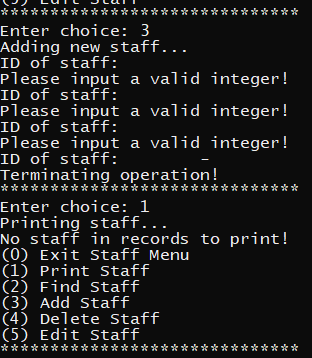 (5) Edit Staff
******************************
Enter choice: 3
Adding new staff...
ID of staff:
Please input a valid integer!
ID of staff:
Please input a valid integer!
ID of staff:
Please input a valid integer!
ID of staff:         -
Terminating operation!
******************************
Enter choice: 1
Printing staff...
No staff in records to print!
(0) Exit Staff Menu
(1) Print Staff
(2) Find Staff
(3) Add Staff
(4) Delete Staff
(5) Edit Staff
******************************